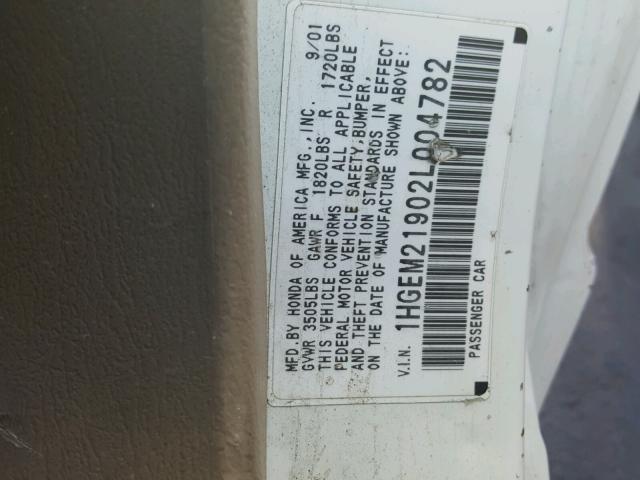 MFD.BY HONDA OF AMERICA MFG.,INC. 9/01
GVWR 3505LBS GAWR F 1820LBS R 1720LBS
THIS VEHICLE CONFORMS TO ALL APPLICABLE
FEDERAL MOTOR VEHICLE SAFETY,BUMPER,
AND THEFT PREVENTION STANDARDS IN EFFECT
ON THE DATE OF MANUFACTURE SHOWN ABOVE:
V.I.N. 1HGEM21902L004782
PASSENGER CAR